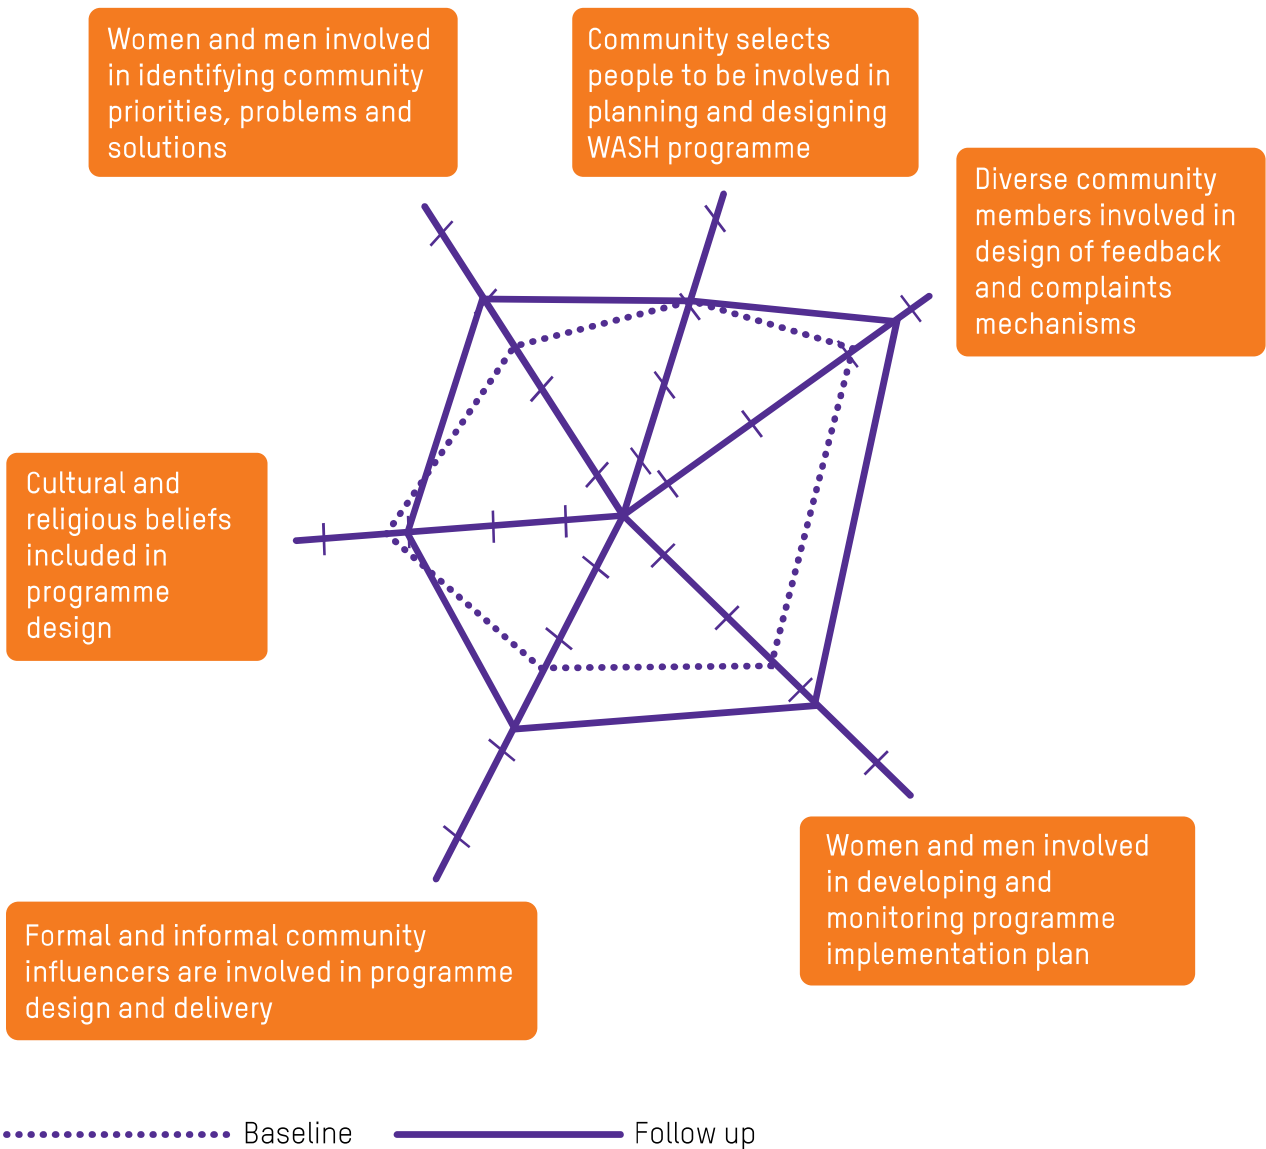 Women and men involved
in identifying community
priorities, problems and
solutions
Community selects
people to be involved in
planning and designing
WASH programme
Diverse community
members involved in
design of feedback
and complaints
mechanisms
Cultural and
religious beliefs
included in
programme
design
Women and men involved
in developing and
monitoring programme
implementation plan
Formal and informal community
influencers are involved in programme
design and delivery
Baseline
Follow up